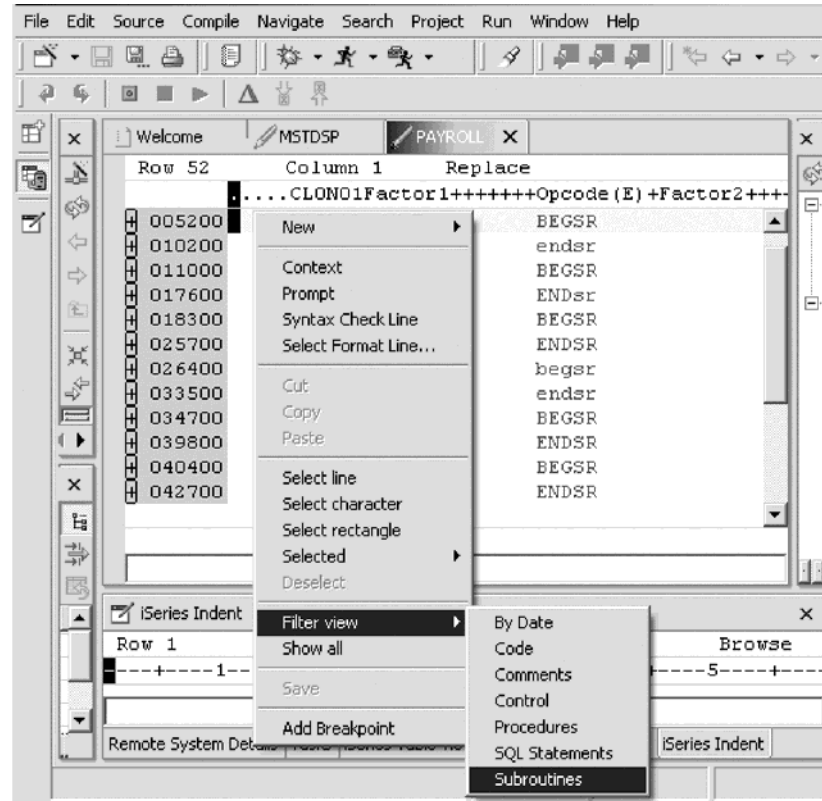 File Edit Source Compile Navigate Search Project Run Window Help
Welcome MSTDSP PAYROLL
Row 52 Column 1 Replace
.....CL0N01Factor1+++++++Opcode(E)+Factor2++++
005200 BEGSR
010200 endsr
011000 BEGSR
017600 ENDsr
018300 BEGSR
025700 ENDSR
026400 begsr
033500 endsr
034700 BEGSR
039800 ENDSR
040400 BEGSR
042700 ENDSR
New
Context
Prompt
Syntax Check Line
Select Format Line...
Cut
Copy
Paste
Select line
Select character
Select rectangle
Selected
Deselect
Filter view
Show all
Save
Add Breakpoint
By Date
Code
Comments
Control
Procedures
SQL Statements
Subroutines
iSeries Indent
Row 1 Browse
---+----1-- +----5----+----
Remote System Details iSeries Indent